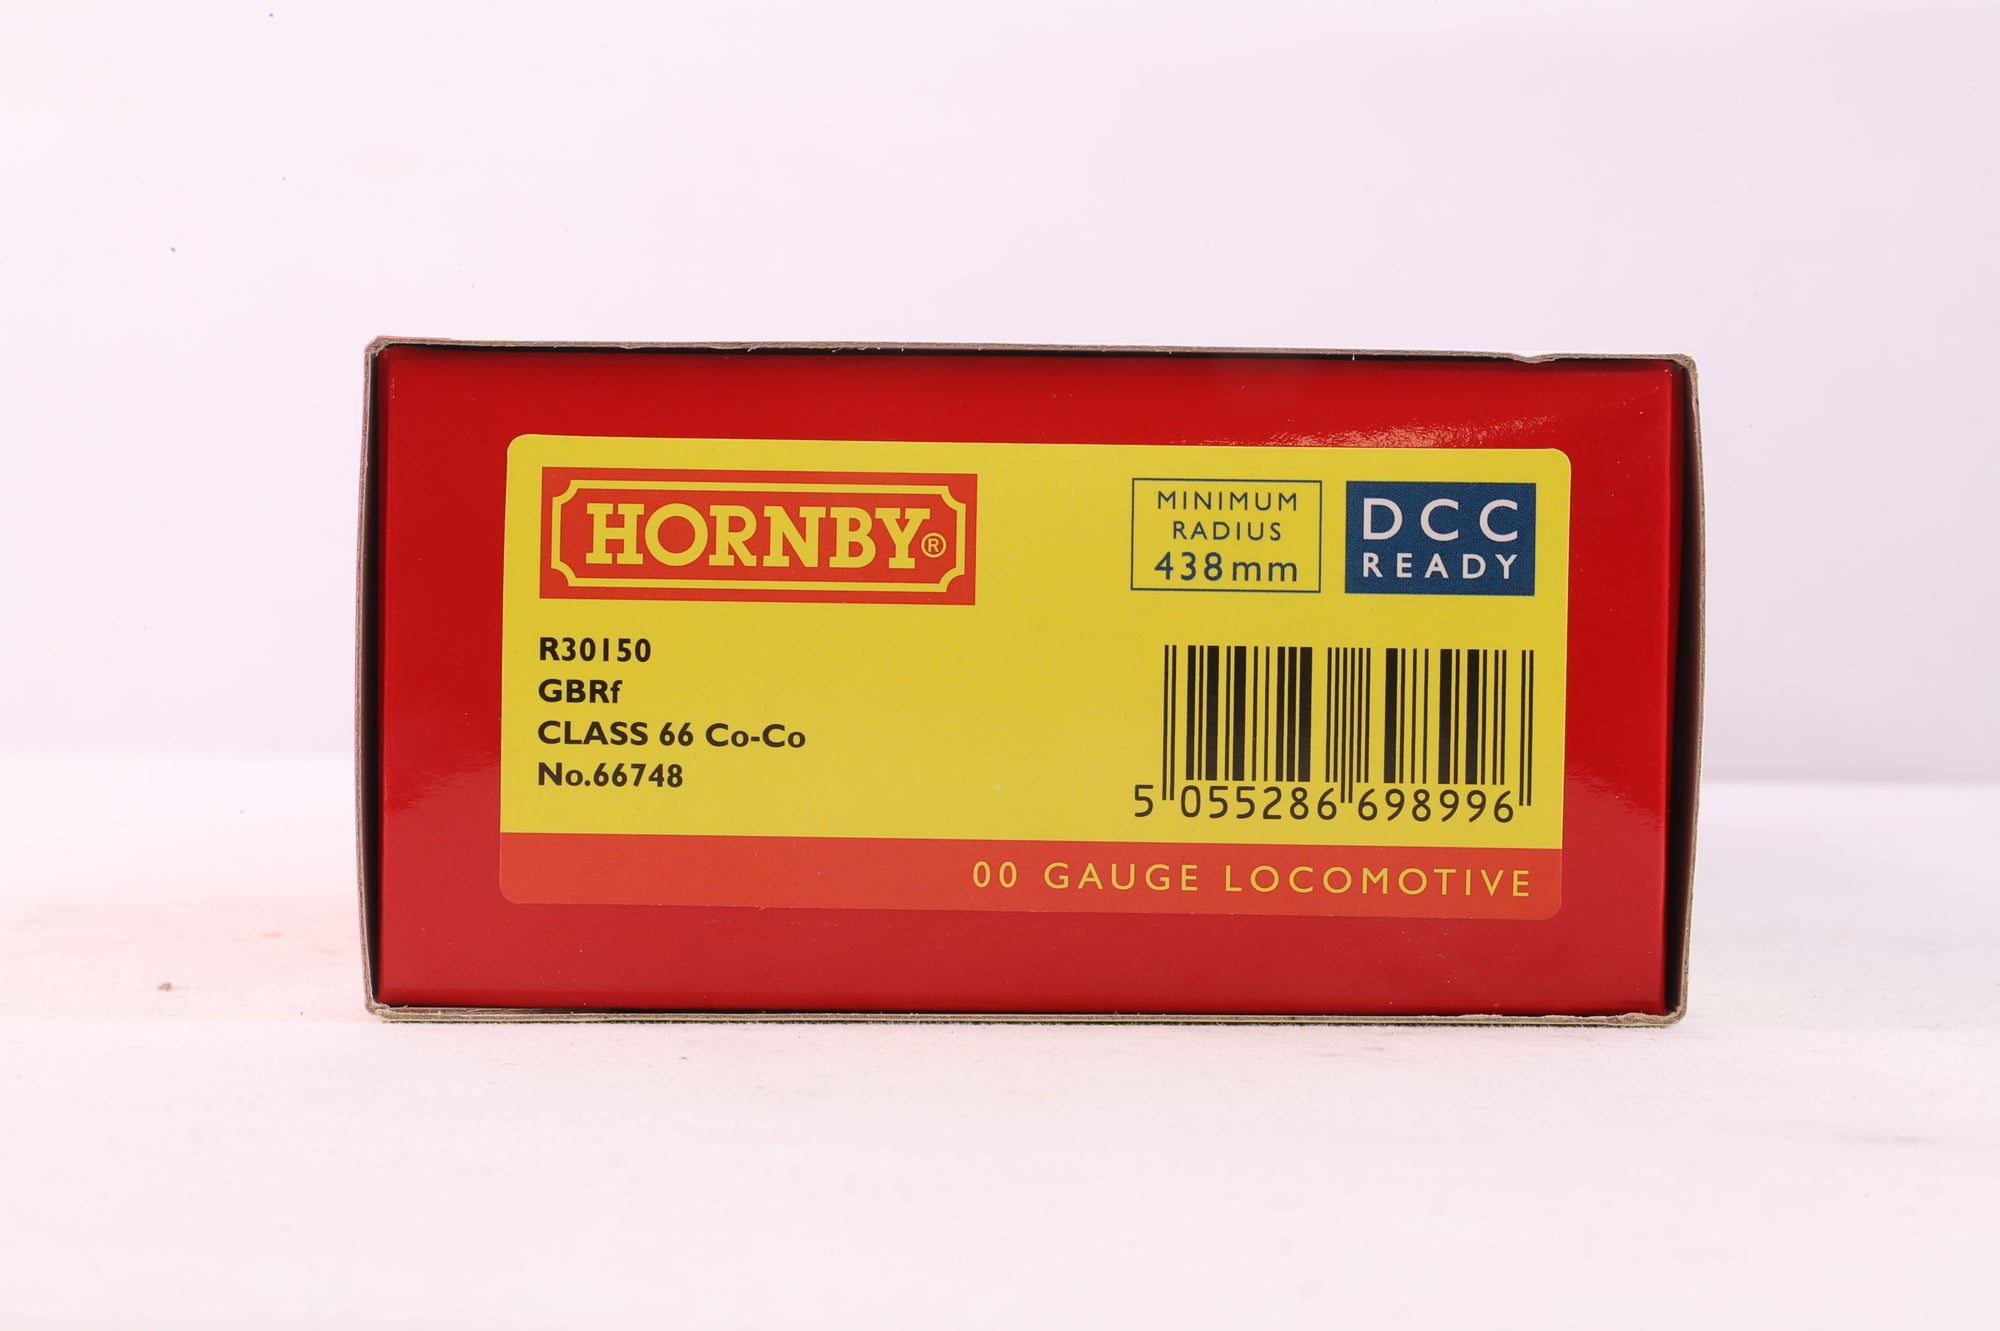 HORNBY®
MINIMUM
RADIUS
438mm
DCC
READY
R30150
GBRf
CLASS 66 Co-Co
No.66748
5 055286 698996
00 GAUGE LOCOMOTIVE